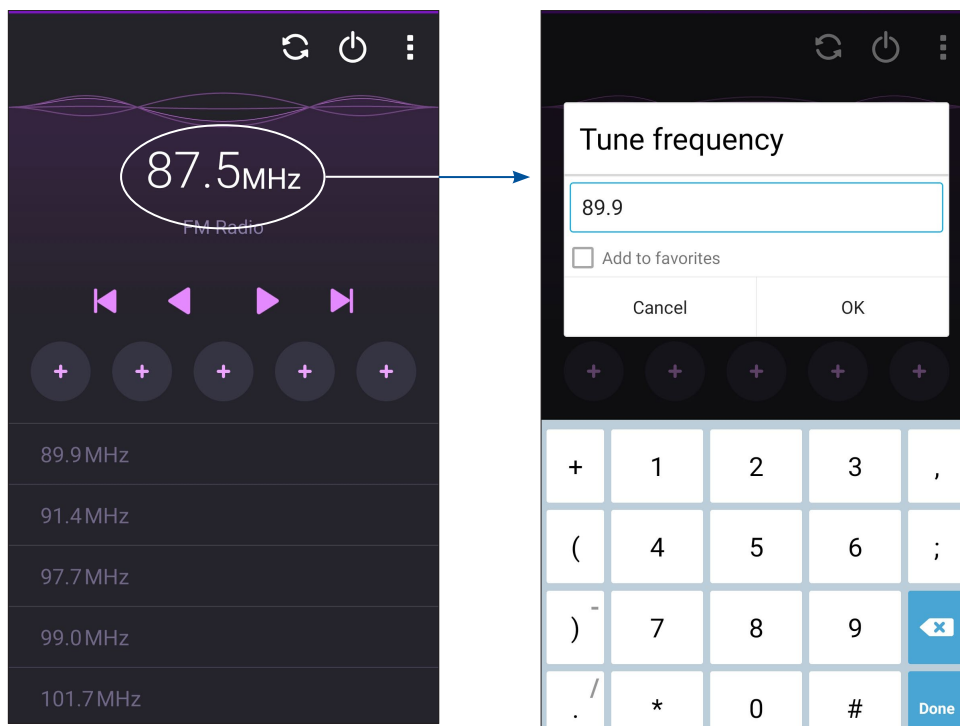 87.5MHz
FM Radio
+ + + + +
89.9MHz
91.4MHz
97.7MHz
99.0MHz
101.7MHz
Tune frequency
89.9
Add to favorites
Cancel OK
+ + + + +
+ 1 2 3 ,
( 4 5 6 ;
) - 7 8 9
. / * 0 # Done